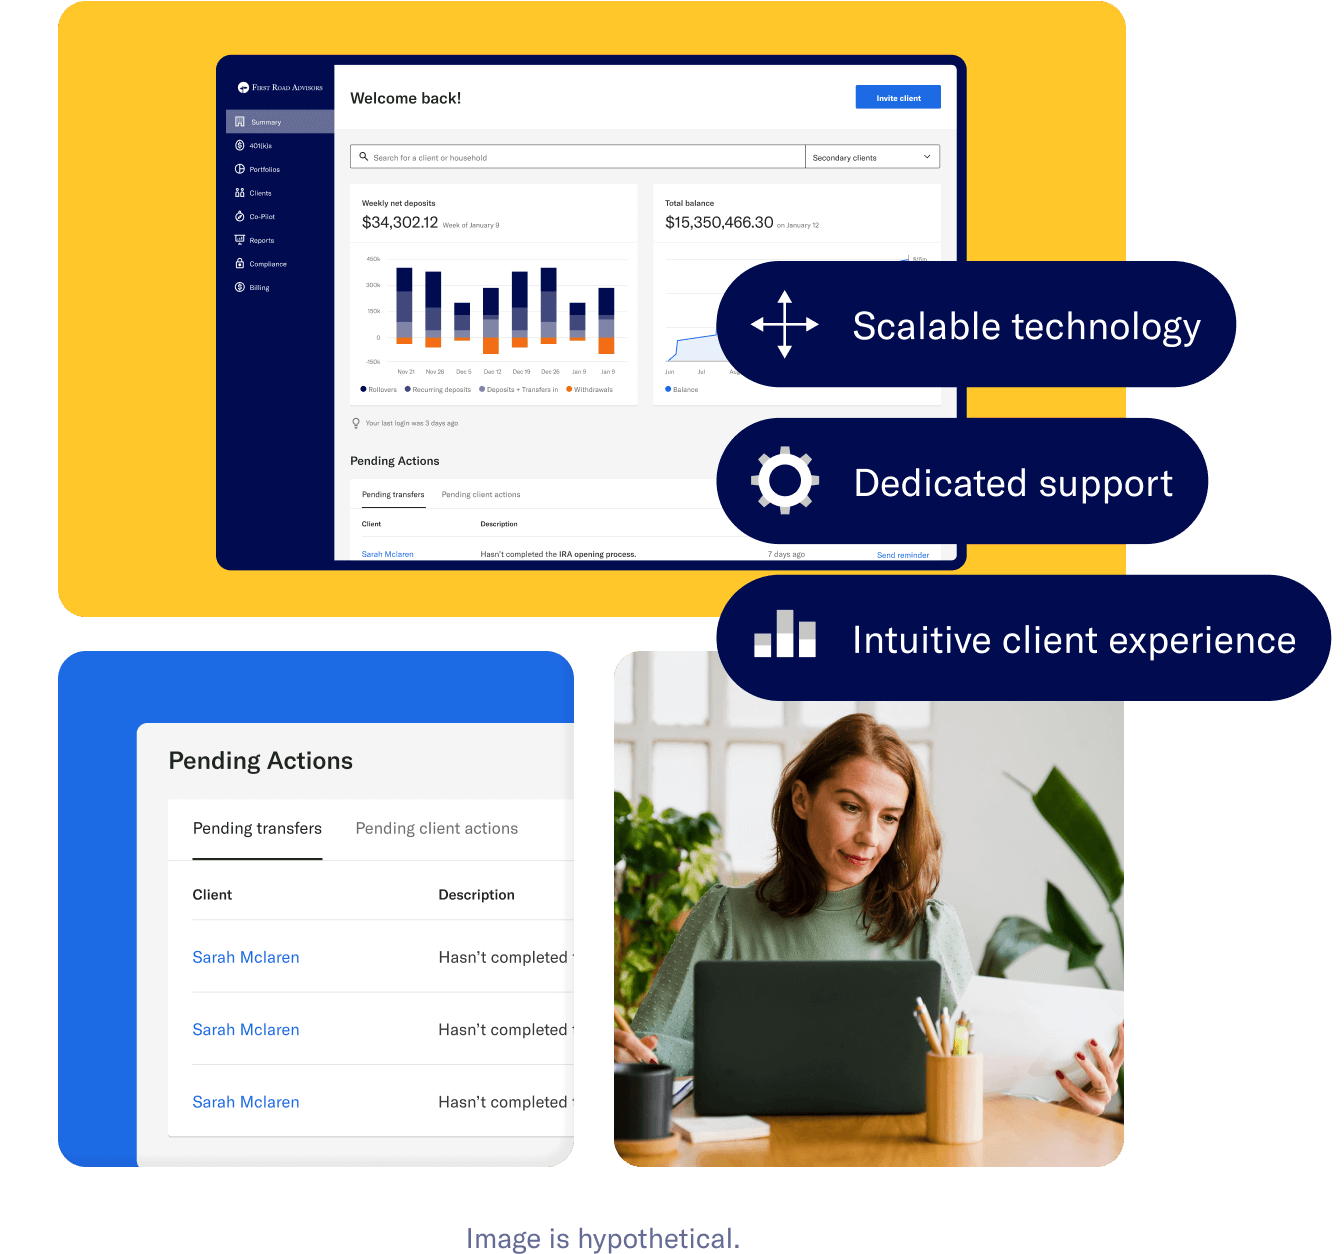 First Road Advisors
Summary
401(k)s
Portfolios
Clients
Co-Pilot
Reports
Compliance
Billing
Welcome back!
Invite client
Search for a client or household
Secondary clients
Weekly net deposits
$34,302.12 Week of January 9
450k
300k
150k
0
-150k
Nov 21 Nov 28 Dec 5 Dec 12 Dec 19 Dec 26 Jan 9 Jan 9
Rollovers Recurring deposits Deposits + Transfers in Withdrawals
Total balance
$15,350,466.30 on January 12
Jun Jul
Balance
Your last login was 3 days ago
Pending Actions
Pending transfers Pending client actions
Client Description
Sarah Mclaren Hasn't completed the IRA opening process. 7 days ago Send reminder
Scalable technology
Dedicated support
Intuitive client experience
Pending Actions
Pending transfers Pending client actions
Client Description
Sarah Mclaren Hasn't completed
Sarah Mclaren Hasn't completed
Sarah Mclaren Hasn't completed
Image is hypothetical.